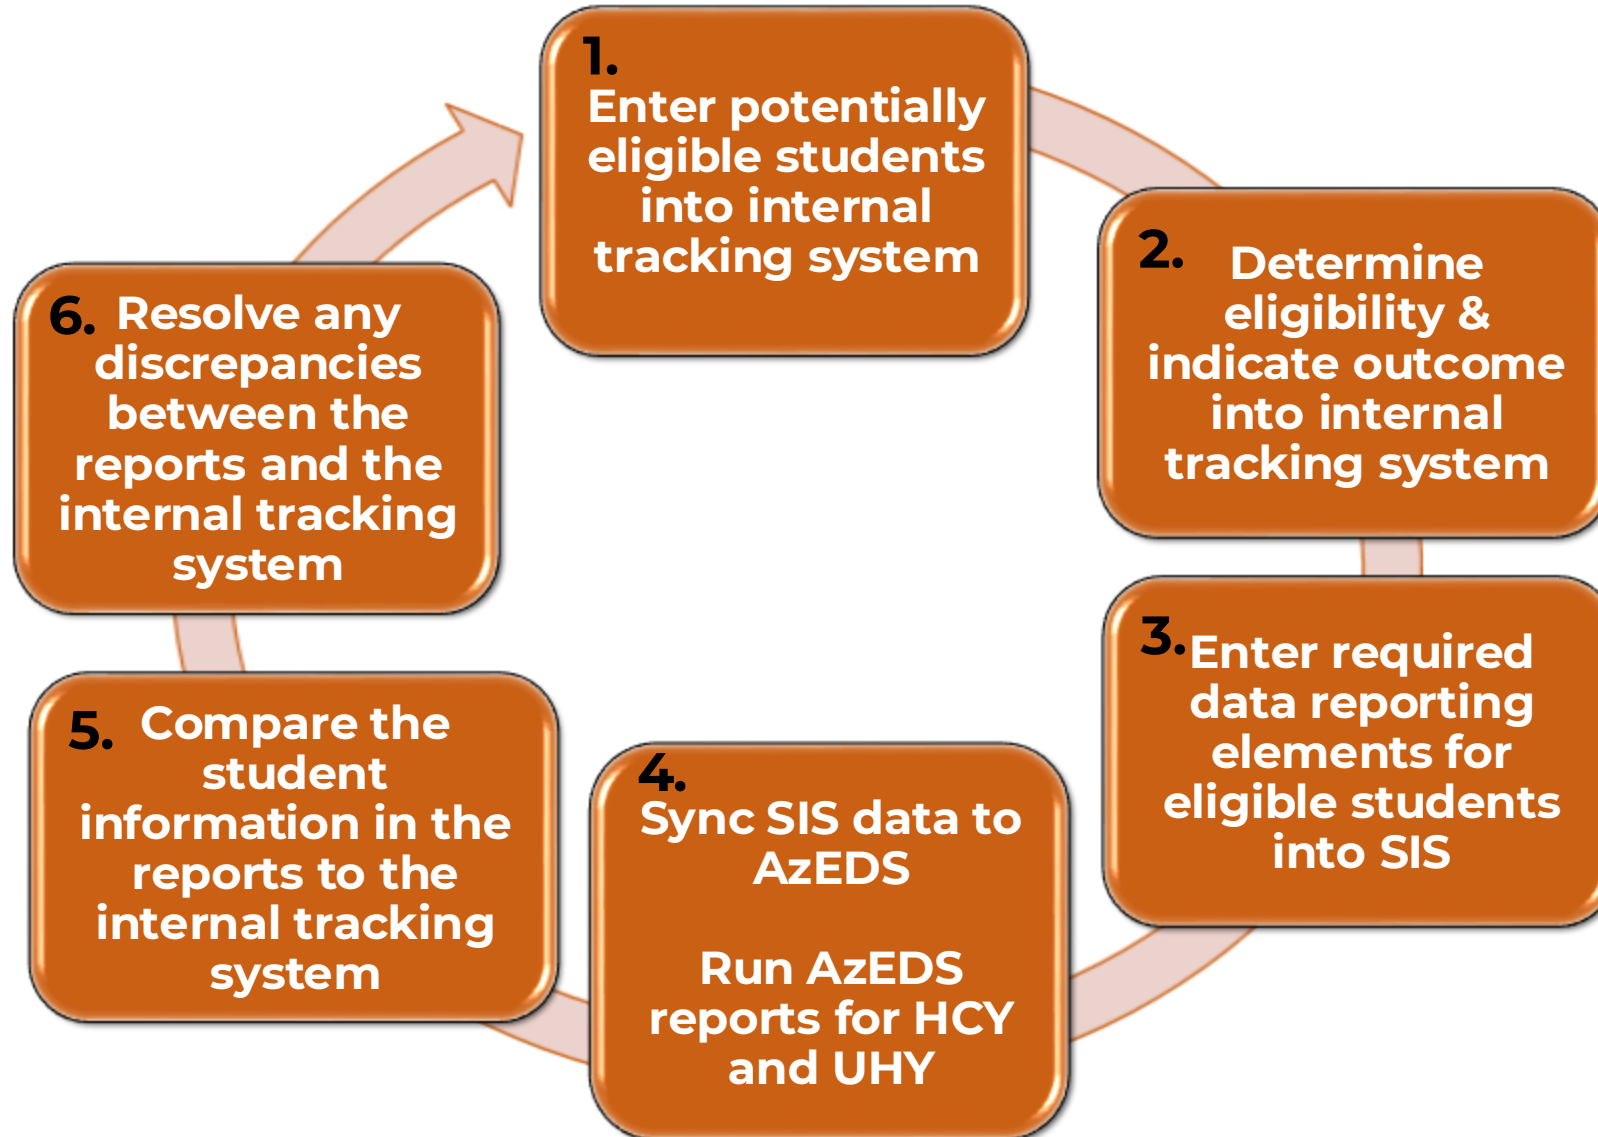 1.
Enter potentially
eligible students
into internal
tracking system
2. Determine
eligibility &
indicate outcome
into internal
tracking system
3. Enter required
data reporting
elements for
eligible students
into SIS
4.
Sync SIS data to
AzEDS
Run AzEDS
reports for HCY
and UHY
5. Compare the
student
information in the
reports to the
internal tracking
system
6. Resolve any
discrepancies
between the
reports and the
internal tracking
system